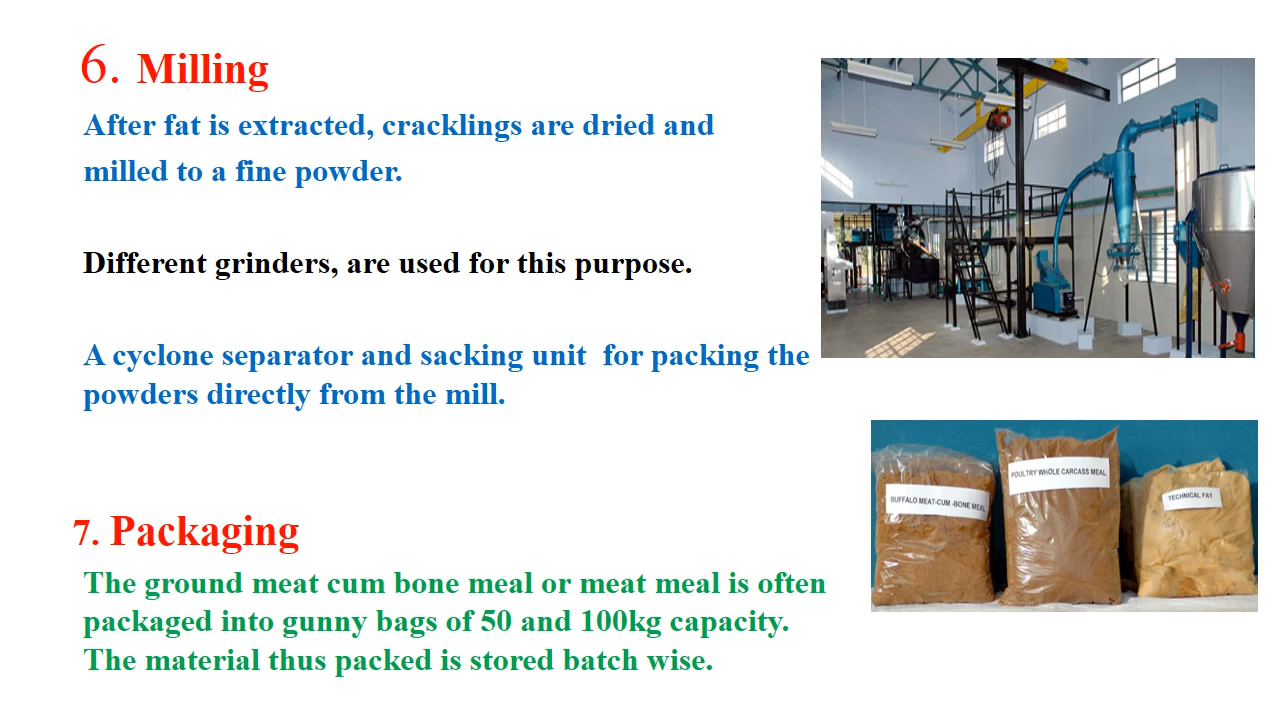 6. Milling
After fat is extracted, cracklings are dried and
milled to a fine powder.
Different grinders, are used for this purpose.
A cyclone separator and sacking unit  for packing the
powders directly from the mill.
BUFFALO MEAT-CUM -BONE MEAL
POULTRY WHOLE CARCASS MEAL
TECHNICAL FAT
7. Packaging
The ground meat cum bone meal or meat meal is often
packaged into gunny bags of 50 and 100kg capacity.
The material thus packed is stored batch wise.